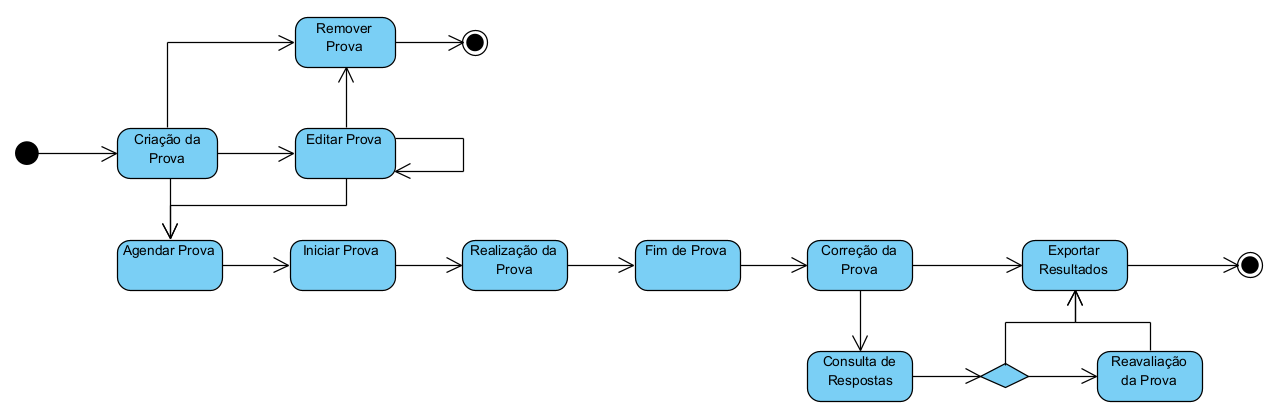 Remover
Prova
Criação da
Prova
Editar Prova
Agendar Prova
Iniciar Prova
Realização da
Prova
Fim de Prova
Correção da
Prova
Exportar
Resultados
Consulta de
Respostas
Reavaliação
da Prova